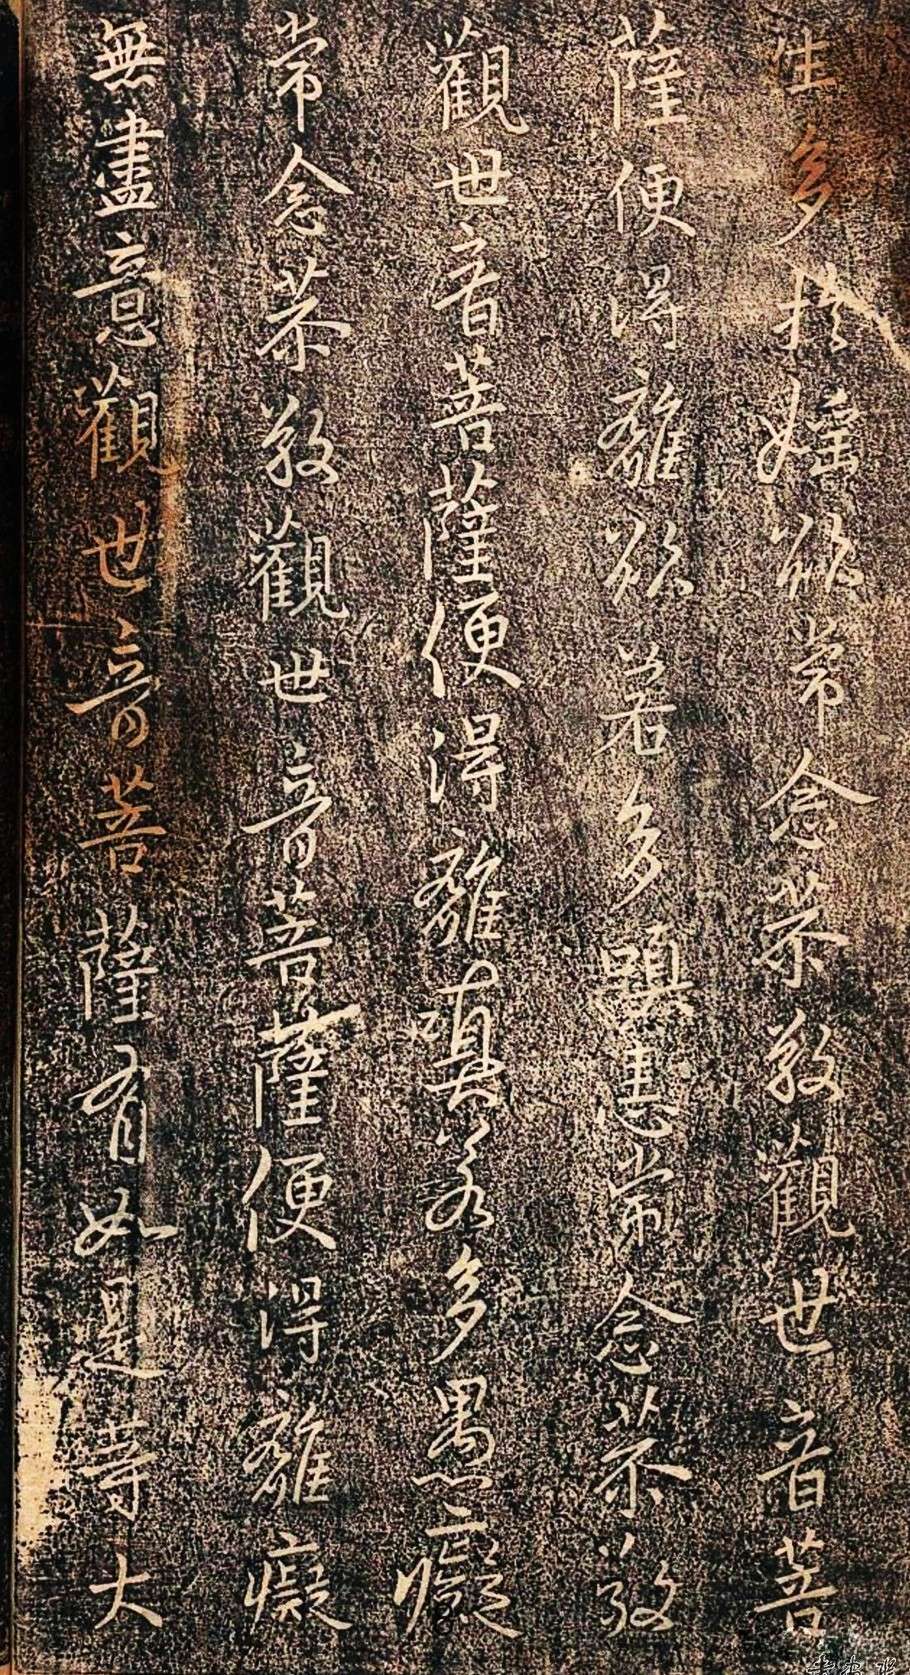 生多於婬欲常念恭敬觀世音菩
薩便得離欲若多瞋恚常念恭敬
觀世音菩薩便得離瞋若多愚癡
常念恭敬觀世音菩薩便得離癡
無盡意觀世音菩薩有如是等大